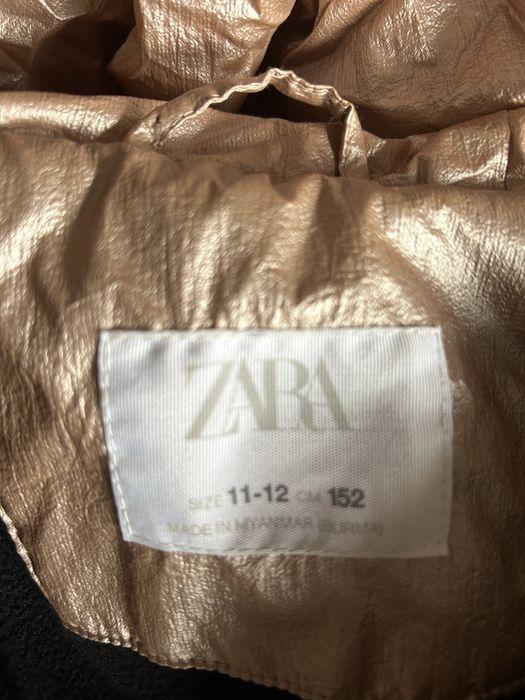 ZARA
SIZE 11-12 CM 152
MADE IN MYANMAR (BURMA)